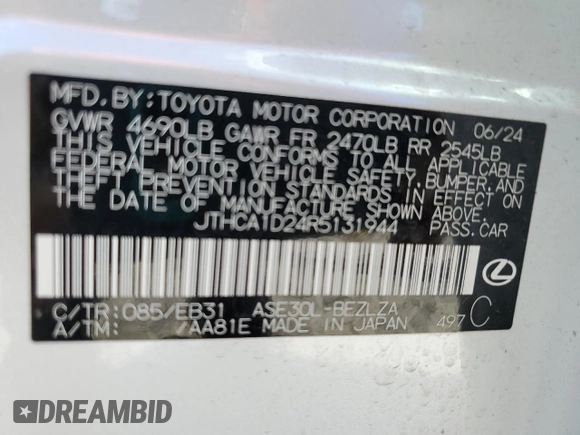 MFD. BY: TOYOTA MOTOR CORPORATION 06/24
GVWR 4690LB GAWR FR 2470LB RR 2545LB
THIS VEHICLE CONFORMS TO ALL APPLICABLE
FEDERAL MOTOR VEHICLE SAFETY, BUMPER, AND
THEFT PREVENTION STANDARDS IN EFFECT ON
THE DATE OF MANUFACTURE SHOWN ABOVE.
JTHCA1D24R5131944 PASS.CAR
C/TR: 085/EB31 ASE30L-BEZLZA
A/TM: /AA81E MADE IN JAPAN 497 C
DREAMBID